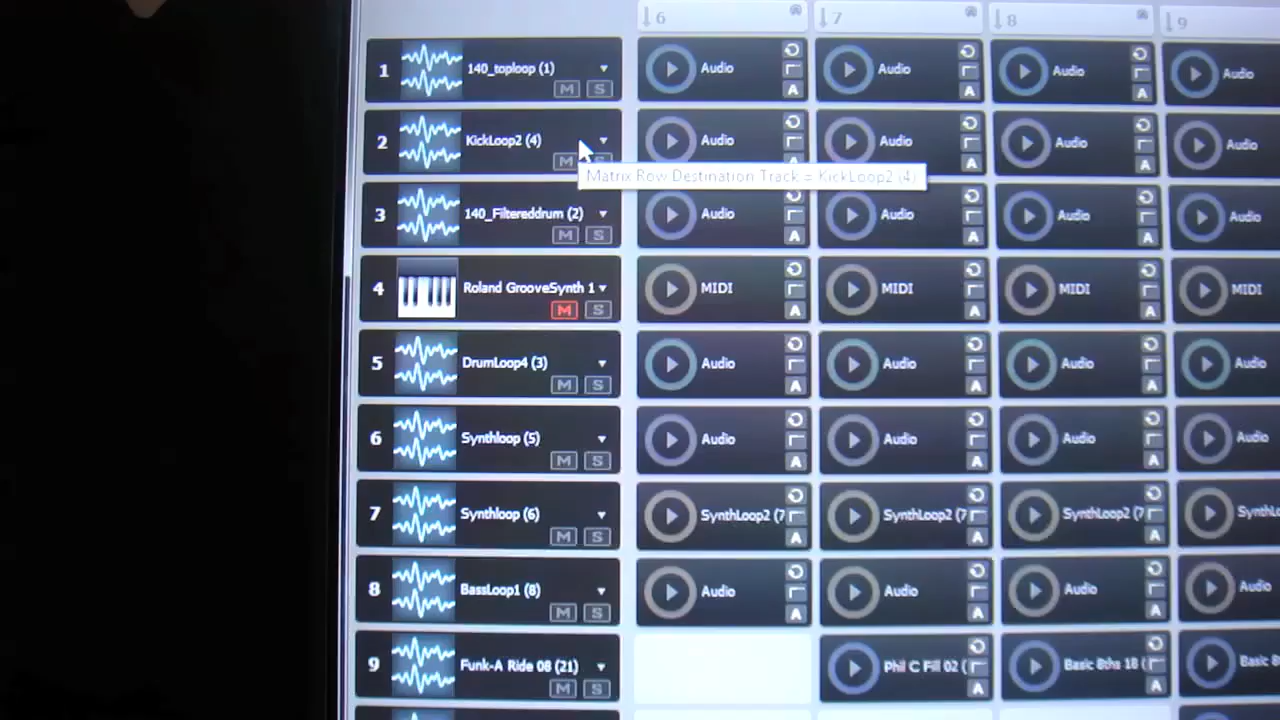 6 7 8 9
1 140_toploop (1) M S Audio A Audio A Audio A Audio
2 KickLoop2 (4) M S Audio A Audio A Audio A Audio
Matrix Row Destination Track = KickLoop2 (4)
3 140_Filtereddrum (2) M S Audio A Audio A Audio A Audio
4 Roland GrooveSynth 1 M S MIDI A MIDI A MIDI A MIDI
5 DrumLoop4 (3) M S Audio A Audio A Audio A Audio
6 Synthloop (5) M S Audio A Audio A Audio A Audio
7 Synthloop (6) M S SynthLoop2 (7 A SynthLoop2 (7 A SynthLoop2 (7 A SynthL
8 BassLoop1 (8) M S Audio A Audio A Audio A Audio
9 Funk-A Ride 08 (21) M S Phil C Fill 02 ( A Basic 8ths 18 ( A Basic 8